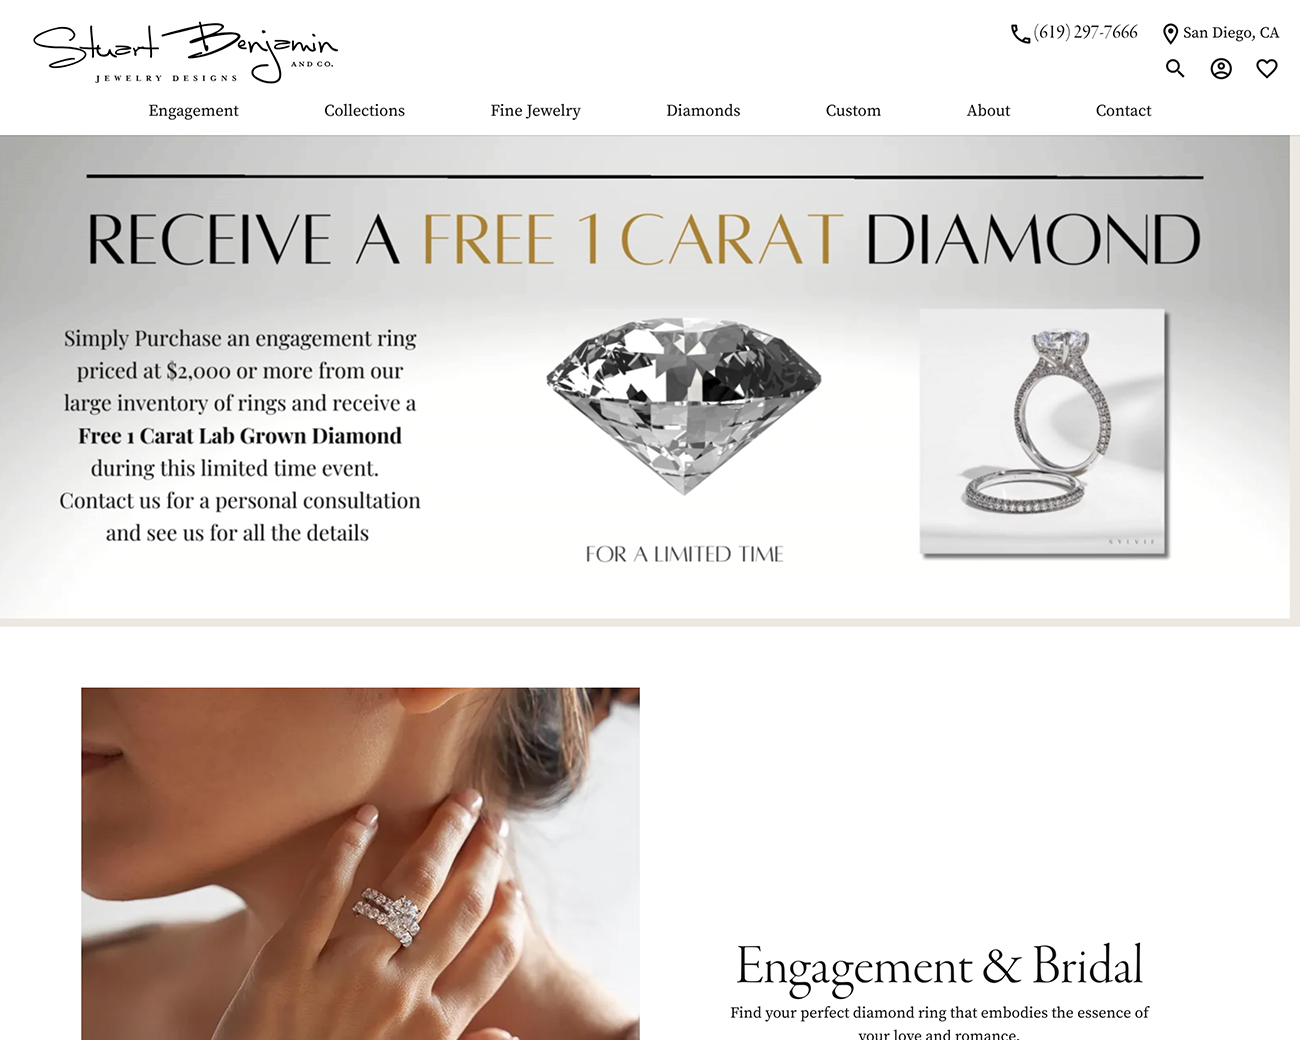 Stuart Benjamin
AND CO.
JEWELRY DESIGNS
(619) 297-7666
San Diego, CA
Engagement
Collections
Fine Jewelry
Diamonds
Custom
About
Contact
RECEIVE A FREE 1 CARAT DIAMOND
Simply Purchase an engagement ring
priced at $2,000 or more from our
large inventory of rings and receive a
Free 1 Carat Lab Grown Diamond
during this limited time event.
Contact us for a personal consultation
and see us for all the details
FOR A LIMITED TIME
SYLVIE
Engagement & Bridal
Find your perfect diamond ring that embodies the essence of
your love and romance.